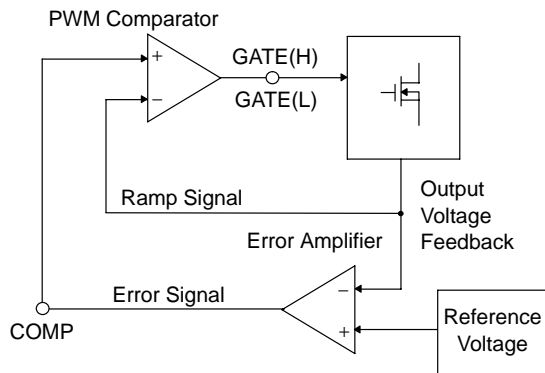 PWM Comparator
+
−
GATE(H)
GATE(L)
Ramp Signal
Output
Voltage
Feedback
Error Amplifier
Error Signal
−
+
COMP
Reference
Voltage